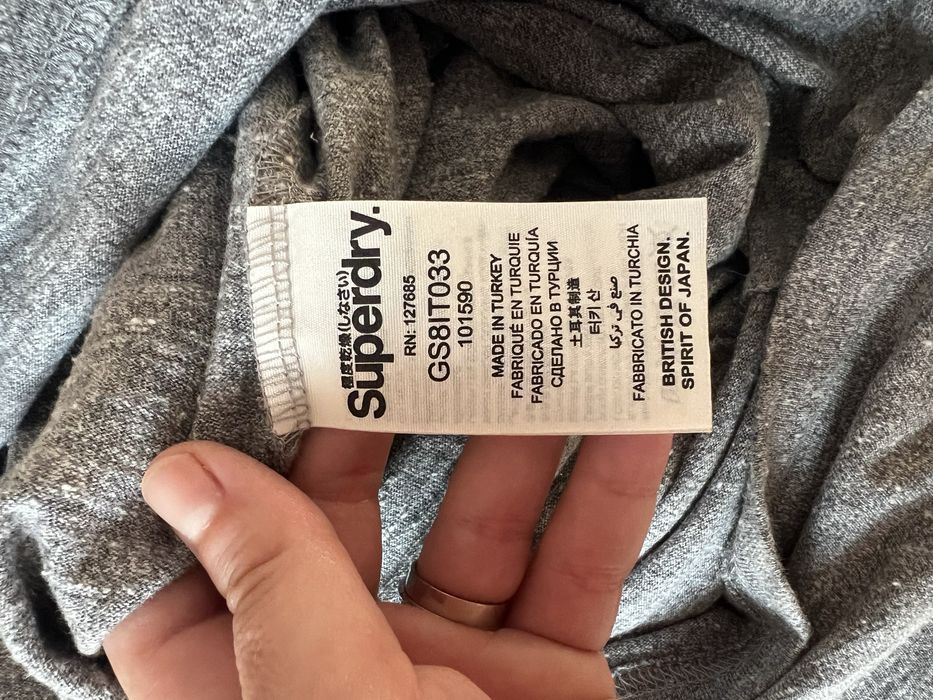 極度乾燥(しなさい)
Superdry.
RN: 127685
GS8IT033
101590
MADE IN TURKEY
FABRIQUÉ EN TURQUIE
FABRICADO EN TURQUÍA
СДЕЛАНО В ТУРЦИИ
土耳其制造
터키 산
صنع في تركيا
FABBRICATO IN TURCHIA
BRITISH DESIGN.
SPIRIT OF JAPAN.